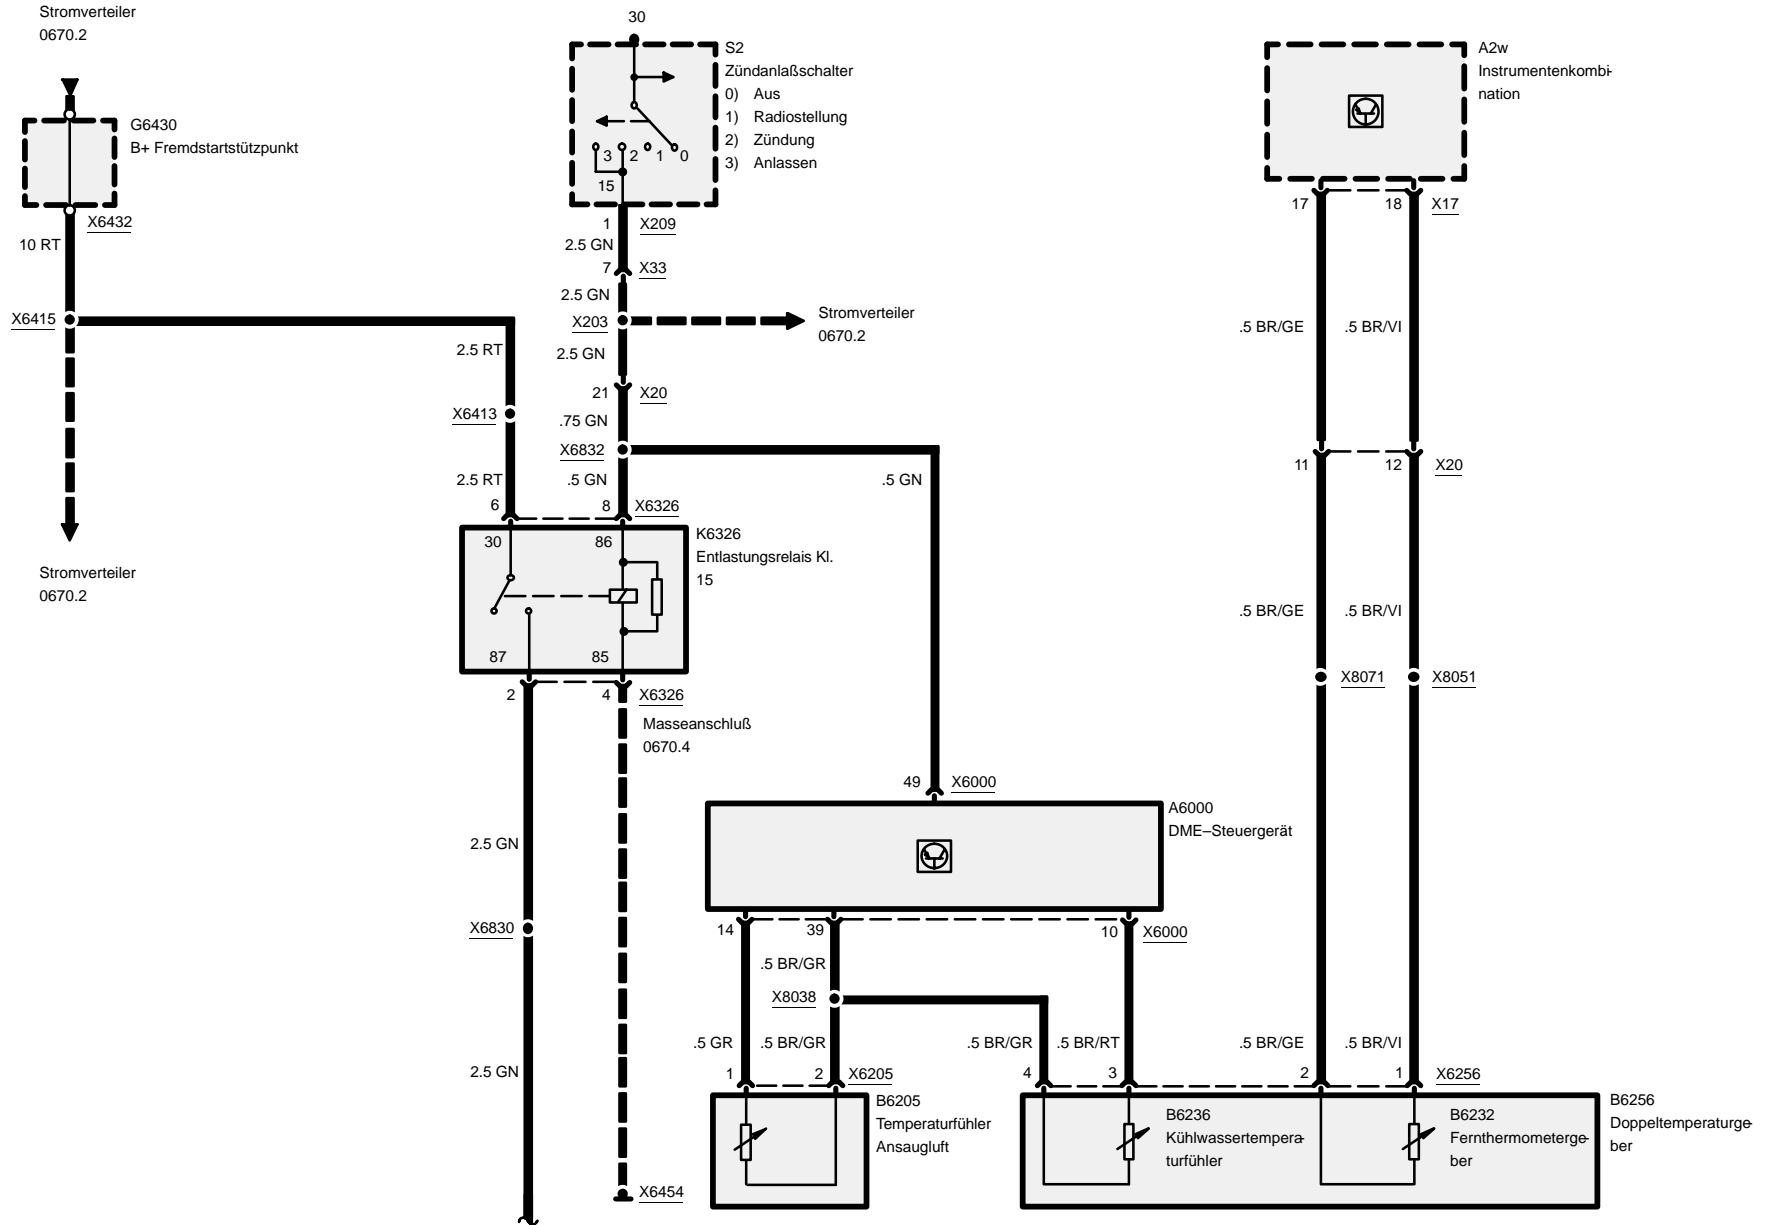 Stromverteiler
0670.2
G6430
B+ Fremdstartstützpunkt
X6432
10 RT
X6415
Stromverteiler
0670.2
30
S2
Zündanlaßschalter
0) Aus
1) Radiostellung
2) Zündung
3) Anlassen
3 2 1 0
15
1 X209
2.5 GN
7 X33
2.5 GN
X203
Stromverteiler
0670.2
2.5 GN
21 X20
.75 GN
X6832
.5 GN
.5 GN
2.5 RT
X6413
2.5 RT
6 8 X6326
30 86
K6326
Entlastungsrelais Kl.
15
87 85
2 4 X6326
Masseanschluß
0670.4
2.5 GN
X6830
2.5 GN
X6454
49 X6000
A6000
DME–Steuergerät
14 39 10 X6000
.5 BR/GR
X8038
.5 GR .5 BR/GR .5 BR/GR .5 BR/RT
1 2 X6205
B6205
Temperaturfühler
Ansaugluft
A2w
Instrumentenkombi-
nation
17 18 X17
.5 BR/GE .5 BR/VI
11 12 X20
.5 BR/GE .5 BR/VI
X8071 X8051
.5 BR/GE .5 BR/VI
4 3 2 1 X6256
B6236
Kühlwassertempera-
turfühler
B6232
Fernthermometerge-
ber
B6256
Doppeltemperaturge-
ber